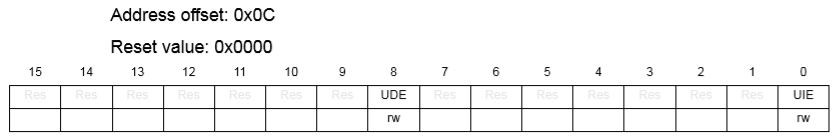 Address offset: 0x0C
Reset value: 0x0000
15 14 13 12 11 10 9 8 7 6 5 4 3 2 1 0
Res Res Res Res Res Res Res UDE Res Res Res Res Res Res Res UIE
rw rw